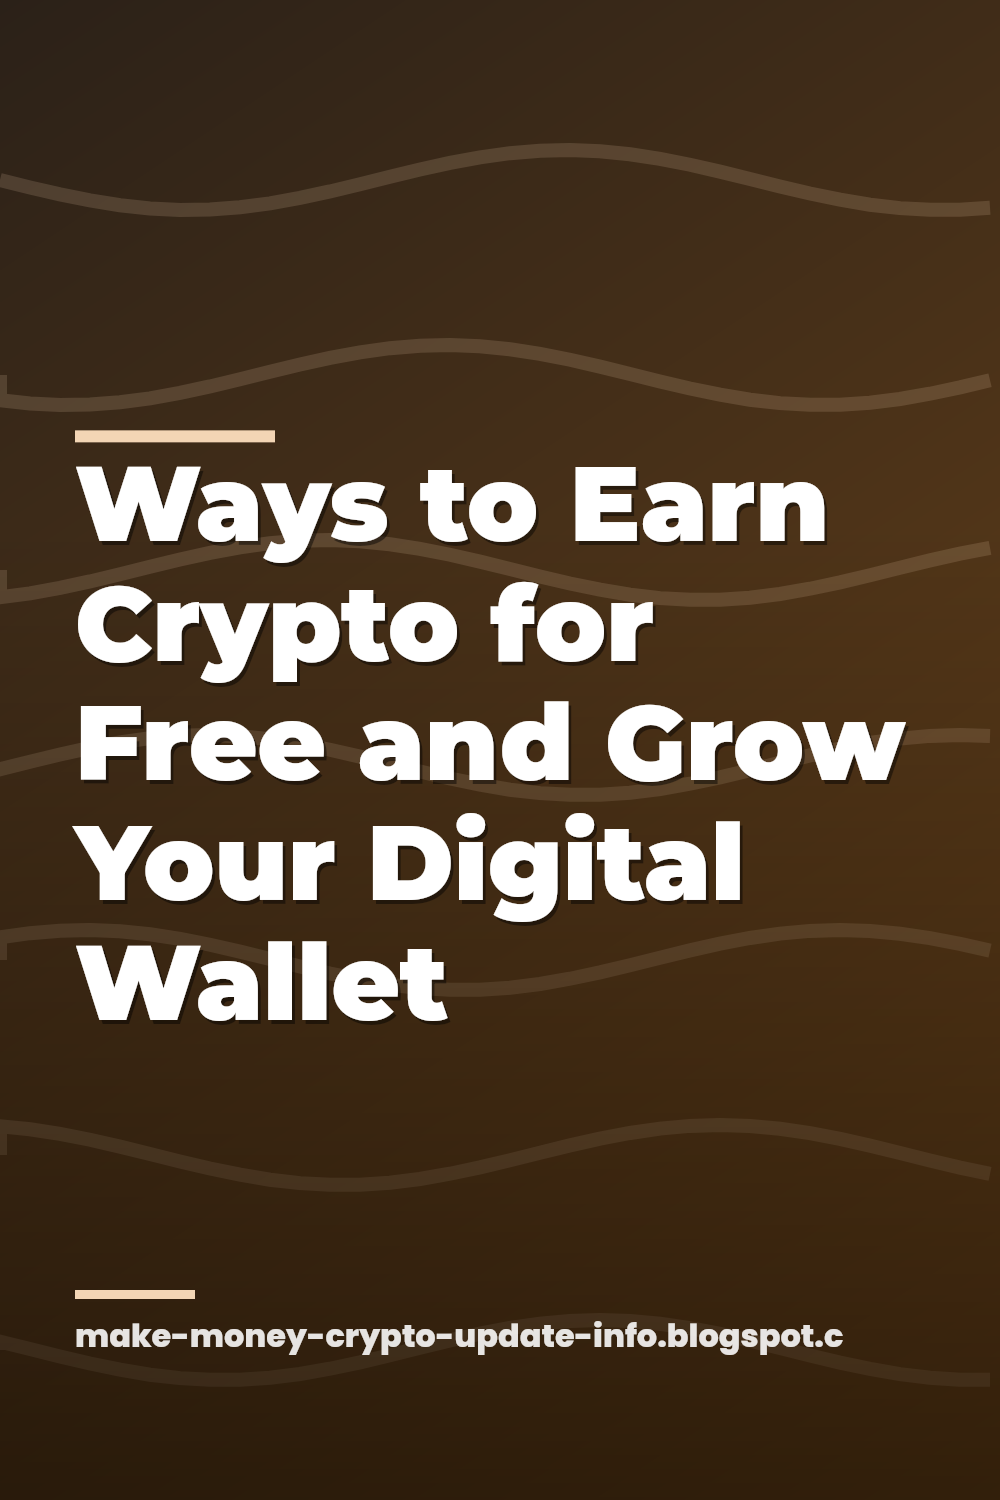 Ways to Earn
Crypto for
Free and Grow
Your Digital
Wallet
make-money-crypto-update-info.blogspot.c